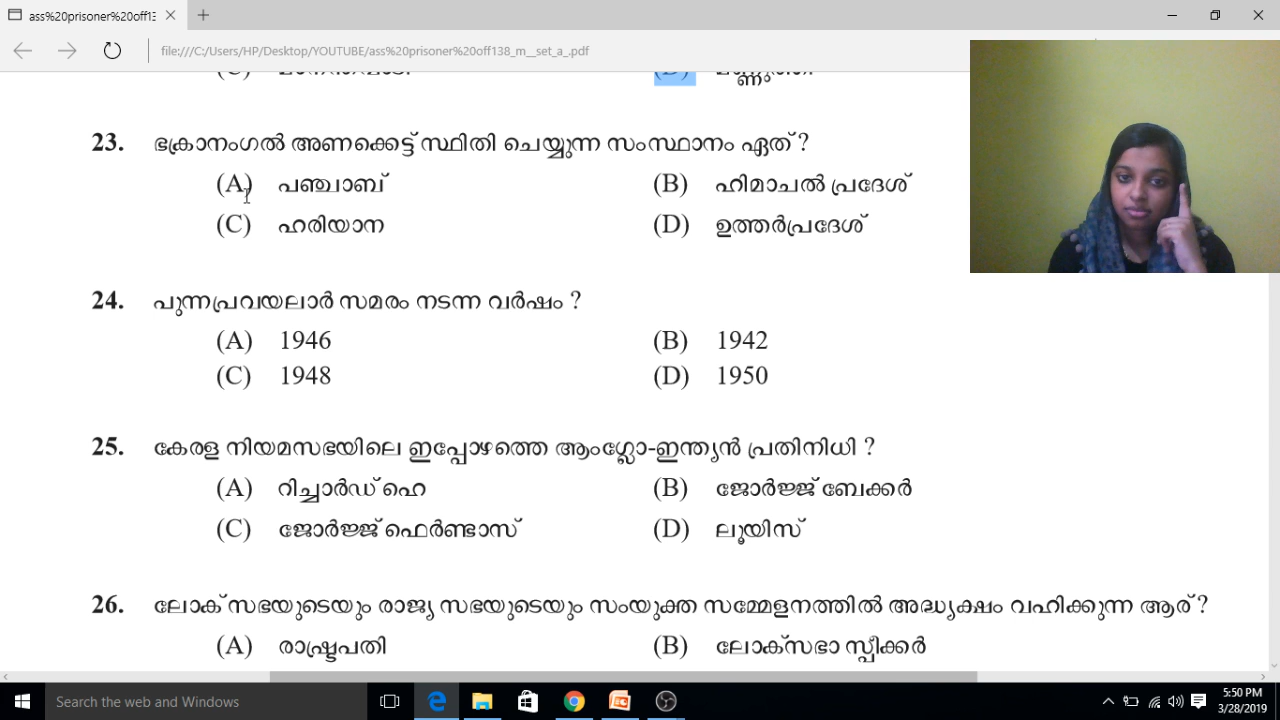 ass%20prisoner%20off13
file:///C:/Users/HP/Desktop/YOUTUBE/ass%20prisoner%20off138_m__set_a_.pdf
23. ഭക്രാനംഗൽ അണക്കെട്ട് സ്ഥിതി ചെയ്യുന്ന സംസ്ഥാനം ഏത് ?
(A) പഞ്ചാബ് (B) ഹിമാചൽ പ്രദേശ്
(C) ഹരിയാന (D) ഉത്തർപ്രദേശ്
24. പുന്നപ്രവയലാർ സമരം നടന്ന വർഷം ?
(A) 1946 (B) 1942
(C) 1948 (D) 1950
25. കേരള നിയമസഭയിലെ ഇപ്പോഴത്തെ ആംഗ്ലോ-ഇന്ത്യൻ പ്രതിനിധി ?
(A) റിച്ചാർഡ് ഹെ (B) ജോർജ്ജ് ബേക്കർ
(C) ജോർജ്ജ് ഫെർണ്ടാസ് (D) ലൂയിസ്
26. ലോക് സഭയുടെയും രാജ്യ സഭയുടെയും സംയുക്ത സമ്മേളനത്തിൽ അദ്ധ്യക്ഷം വഹിക്കുന്ന ആര് ?
(A) രാഷ്ട്രപതി (B) ലോക്സഭാ സ്പീക്കർ
Search the web and Windows
5:50 PM
3/28/2019